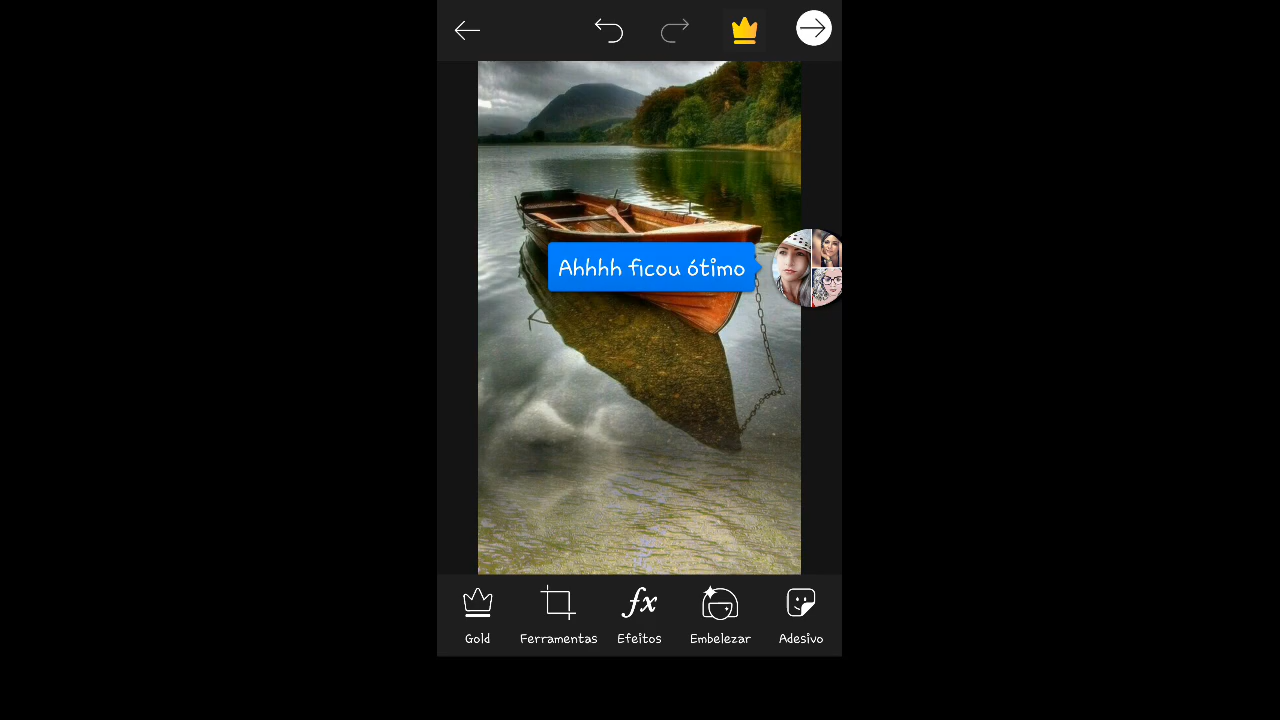 Ahhhh ficou ótimo
fx
Gold
Ferramentas
Efeitos
Embelezar
Adesivo